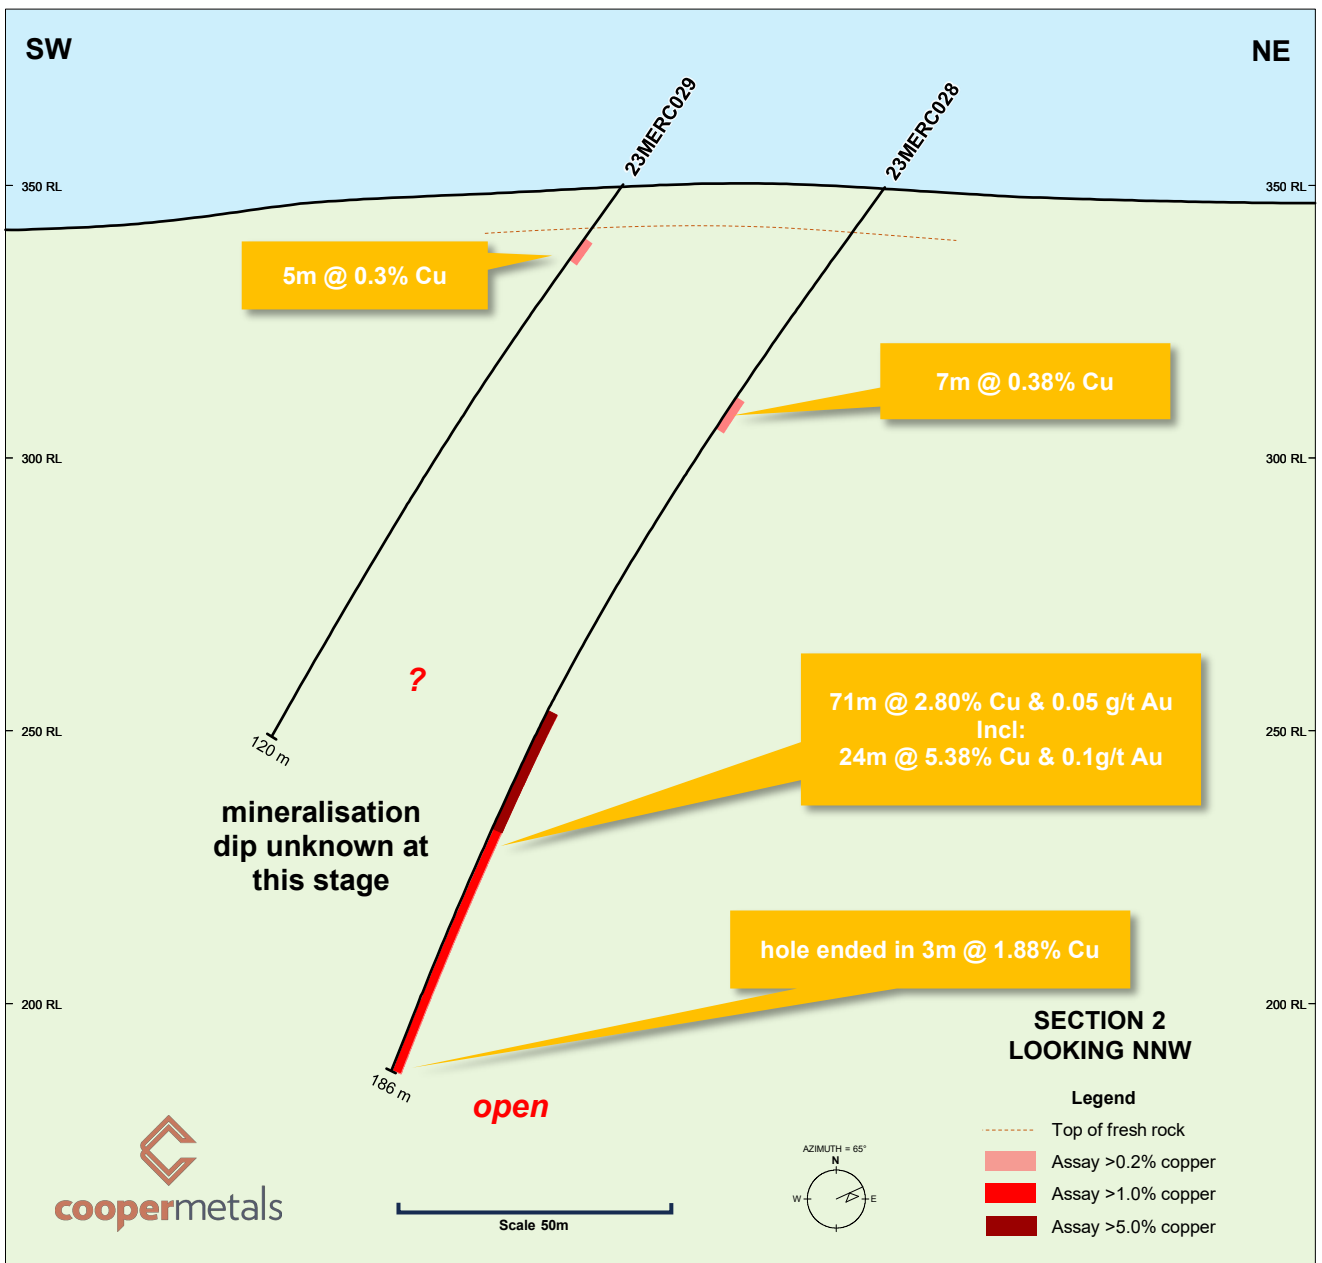 SW
NE
23MERC029
23MERC028
350 RL
350 RL
5m @ 0.3% Cu
7m @ 0.38% Cu
300 RL
300 RL
?
71m @ 2.80% Cu & 0.05 g/t Au
Incl:
24m @ 5.38% Cu & 0.1g/t Au
250 RL
250 RL
120 m
mineralisation
dip unknown at
this stage
hole ended in 3m @ 1.88% Cu
200 RL
200 RL
SECTION 2
LOOKING NNW
186 m
open
Legend
Top of fresh rock
Assay >0.2% copper
Assay >1.0% copper
Assay >5.0% copper
AZIMUTH = 65°
N
W
E
coopermetals
Scale 50m